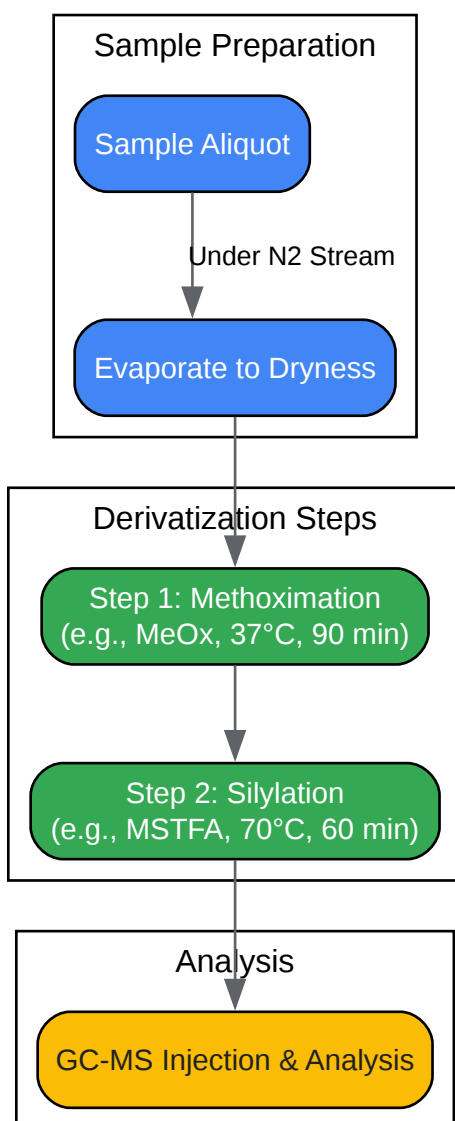 Sample Preparation
Sample Aliquot
Under N2 Stream
Evaporate to Dryness
Derivatization Steps
Step 1: Methoximation
(e.g., MeOx, 37°C, 90 min)
Step 2: Silylation
(e.g., MSTFA, 70°C, 60 min)
Analysis
GC-MS Injection & Analysis